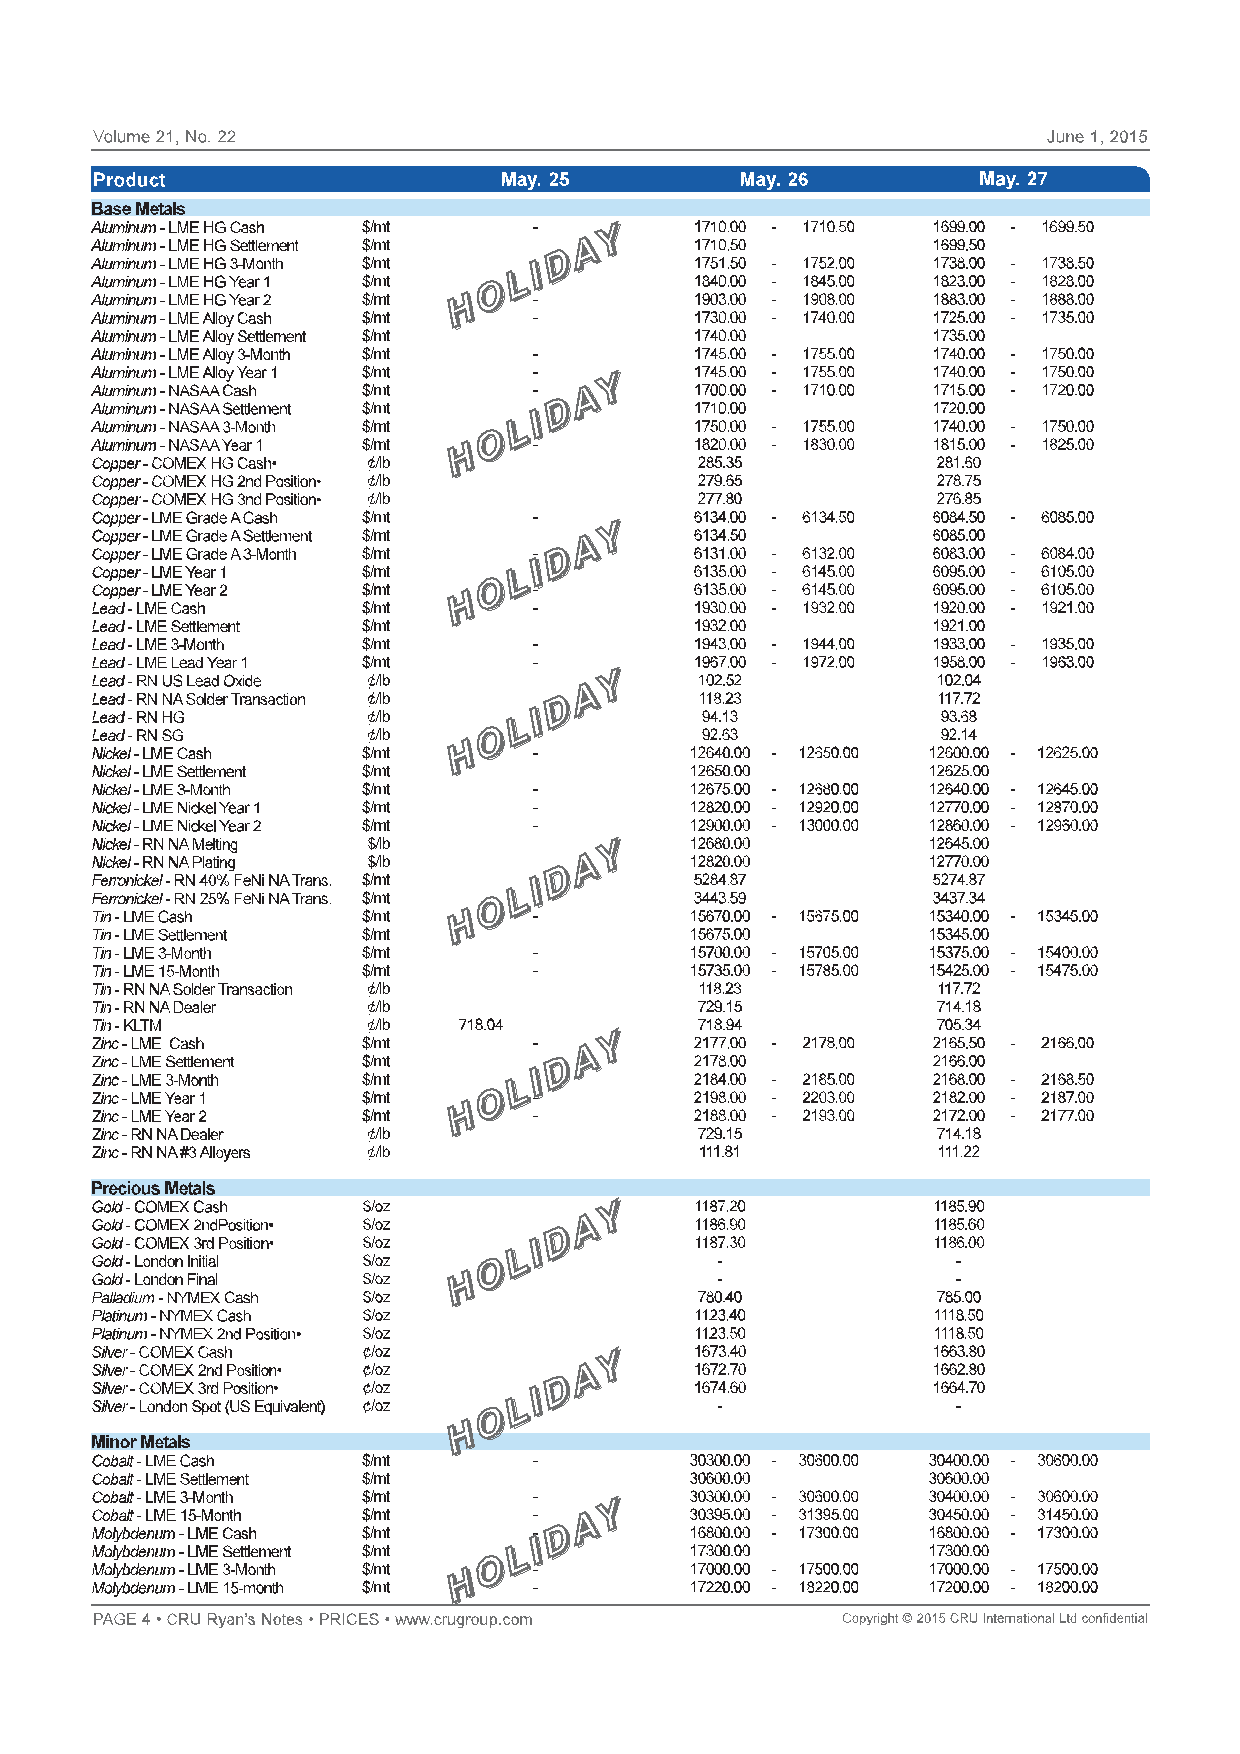 Volume 21, No. 22 June 1, 2015
Product May. 25 May. 26 May. 27
Base Metals
Aluminum - LME HG Cash $/mt - 1710.00 - 1710.50 1699.00 - 1699.50
Aluminum - LME HG Settlement $/mt 1710.50 1699.50
Aluminum - LME HG 3-Month $/mt 1751.50 - 1752.00 1738.00 - 1738.50
Aluminum - LME HG Year 1 $/mt 1840.00 - 1845.00 1823.00 - 1828.00
HOLIDAY
Aluminum - LME HG Year 2 $/mt - 1903.00 - 1908.00 1883.00 - 1888.00
Aluminum - LME Alloy Cash $/mt - 1730.00 - 1740.00 1725.00 - 1735.00
Aluminum - LME Alloy Settlement $/mt 1740.00 1735.00
Aluminum - LME Alloy 3-Month $/mt - 1745.00 - 1755.00 1740.00 - 1750.00
Aluminum - LME Alloy Year 1 $/mt - 1745.00 - 1755.00 1740.00 - 1750.00
Aluminum - NASAA Cash $/mt - 1700.00 - 1710.00 1715.00 - 1720.00
Aluminum - NASAA Settlement $/mt 1710.00 1720.00
Aluminum - NASAA 3-Month $/mt 1750.00 - 1755.00 1740.00 - 1750.00
HOLIDAY
Aluminum - NASAA Year 1 $/mt - 1820.00 - 1830.00 1815.00 - 1825.00
Copper - COMEX HG Cash• ¢/lb 285.35 281.60
Copper - COMEX HG 2nd Position• ¢/lb 279.65 278.75
Copper - COMEX HG 3nd Position• ¢/lb 277.80 276.85
Copper - LME Grade A Cash $/mt - 6134.00 - 6134.50 6084.50 - 6085.00
Copper - LME Grade A Settlement $/mt 6134.50 6085.00
Copper - LME Grade A 3-Month $/mt - 6131.00 - 6132.00 6083.00 - 6084.00
Copper - LME Year 1 $/mt 6135.00 - 6145.00 6095.00 - 6105.00
HOLIDAY
Copper - LME Year 2 $/mt - 6135.00 - 6145.00 6095.00 - 6105.00
Lead - LME Cash $/mt - 1930.00 - 1932.00 1920.00 - 1921.00
Lead - LME Settlement $/mt 1932.00 1921.00
Lead - LME 3-Month $/mt - 1943.00 - 1944.00 1933.00 - 1935.00
Lead - LME Lead Year 1 $/mt - 1967.00 - 1972.00 1958.00 - 1963.00
Lead - RN US Lead Oxide ¢/lb 102.52 102.04
Lead - RN NA Solder Transaction ¢/lb 118.23 117.72
Lead - RN HG ¢/lb 94.13 93.68
HOLIDAY
Lead - RN SG ¢/lb 92.63 92.14
Nickel - LME Cash $/mt - 12640.00 - 12650.00 12600.00 - 12625.00
Nickel - LME Settlement $/mt 12650.00 12625.00
Nickel - LME 3-Month $/mt - 12675.00 - 12680.00 12640.00 - 12645.00
Nickel - LME Nickel Year 1 $/mt - 12820.00 - 12920.00 12770.00 - 12870.00
Nickel - LME Nickel Year 2 $/mt - 12900.00 - 13000.00 12860.00 - 12960.00
Nickel - RN NA Melting $/lb 12680.00 12645.00
Nickel - RN NA Plating $/lb 12820.00 12770.00
Ferronickel - RN 40% FeNi NA Trans. $/mt 5284.87 5274.87
HOLIDAY
Ferronickel - RN 25% FeNi NA Trans. $/mt 3443.59 3437.34
Tin - LME Cash $/mt - 15670.00 - 15675.00 15340.00 - 15345.00
Tin - LME Settlement $/mt 15675.00 15345.00
Tin - LME 3-Month $/mt - 15700.00 - 15705.00 15375.00 - 15400.00
Tin - LME 15-Month $/mt - 15735.00 - 15785.00 15425.00 - 15475.00
Tin - RN NA Solder Transaction ¢/lb 118.23 117.72
Tin - RN NA Dealer ¢/lb 729.15 714.18
Tin - KLTM ¢/lb 718.04 718.94 705.34
Zinc - LME Cash $/mt - 2177.00 - 2178.00 2165.50 - 2166.00
Zinc - LME Settlement $/mt 2178.00 2166.00
Zinc - LME 3-Month $/mt 2184.00 - 2185.00 2168.00 - 2168.50
HOLIDAY
Zinc - LME Year 1 $/mt - 2198.00 - 2203.00 2182.00 - 2187.00
Zinc - LME Year 2 $/mt - 2188.00 - 2193.00 2172.00 - 2177.00
Zinc - RN NA Dealer ¢/lb 729.15 714.18
Zinc - RN NA #3 Alloyers ¢/lb 111.81 111.22
Precious Metals
Gold - COMEX Cash $/oz 1187.20 1185.90
Gold - COMEX 2ndPosition• $/oz 1186.90 1185.60
Gold - COMEX 3rd Position• $/oz 1187.30 1186.00
HOLIDAY
Gold - London Initial $/oz - -
Gold - London Final $/oz - -
Palladium - NYMEX Cash $/oz 780.40 785.00
Platinum - NYMEX Cash $/oz 1123.40 1118.50
Platinum - NYMEX 2nd Position• $/oz 1123.50 1118.50
Silver - COMEX Cash ¢/oz 1673.40 1663.80
Silver - COMEX 2nd Position• ¢/oz 1672.70 1662.80
Silver - COMEX 3rd Position• ¢/oz 1674.60 1664.70
HOLIDAY
Silver - London Spot (US Equivalent) ¢/oz - -
Minor Metals
Cobalt - LME Cash $/mt - 30300.00 - 30600.00 30400.00 - 30600.00
Cobalt - LME Settlement $/mt 30600.00 30600.00
Cobalt - LME 3-Month $/mt - 30300.00 - 30600.00 30400.00 - 30600.00
Cobalt - LME 15-Month $/mt - 30395.00 - 31395.00 30450.00 - 31450.00
Molybdenum - LME Cash $/mt - 16800.00 - 17300.00 16800.00 - 17300.00
Molybdenum - LME Settlement $/mt 17300.00 17300.00
HOLIDAY
Molybdenum - LME 3-Month $/mt - 17000.00 - 17500.00 17000.00 - 17500.00
Molybdenum - LME 15-month $/mt - 17220.00 - 18220.00 17200.00 - 18200.00
PAGE 4 • CRU Ryan's Notes • PRICES • www.crugroup.com Copyright © 2015 CRU International Ltd confidential